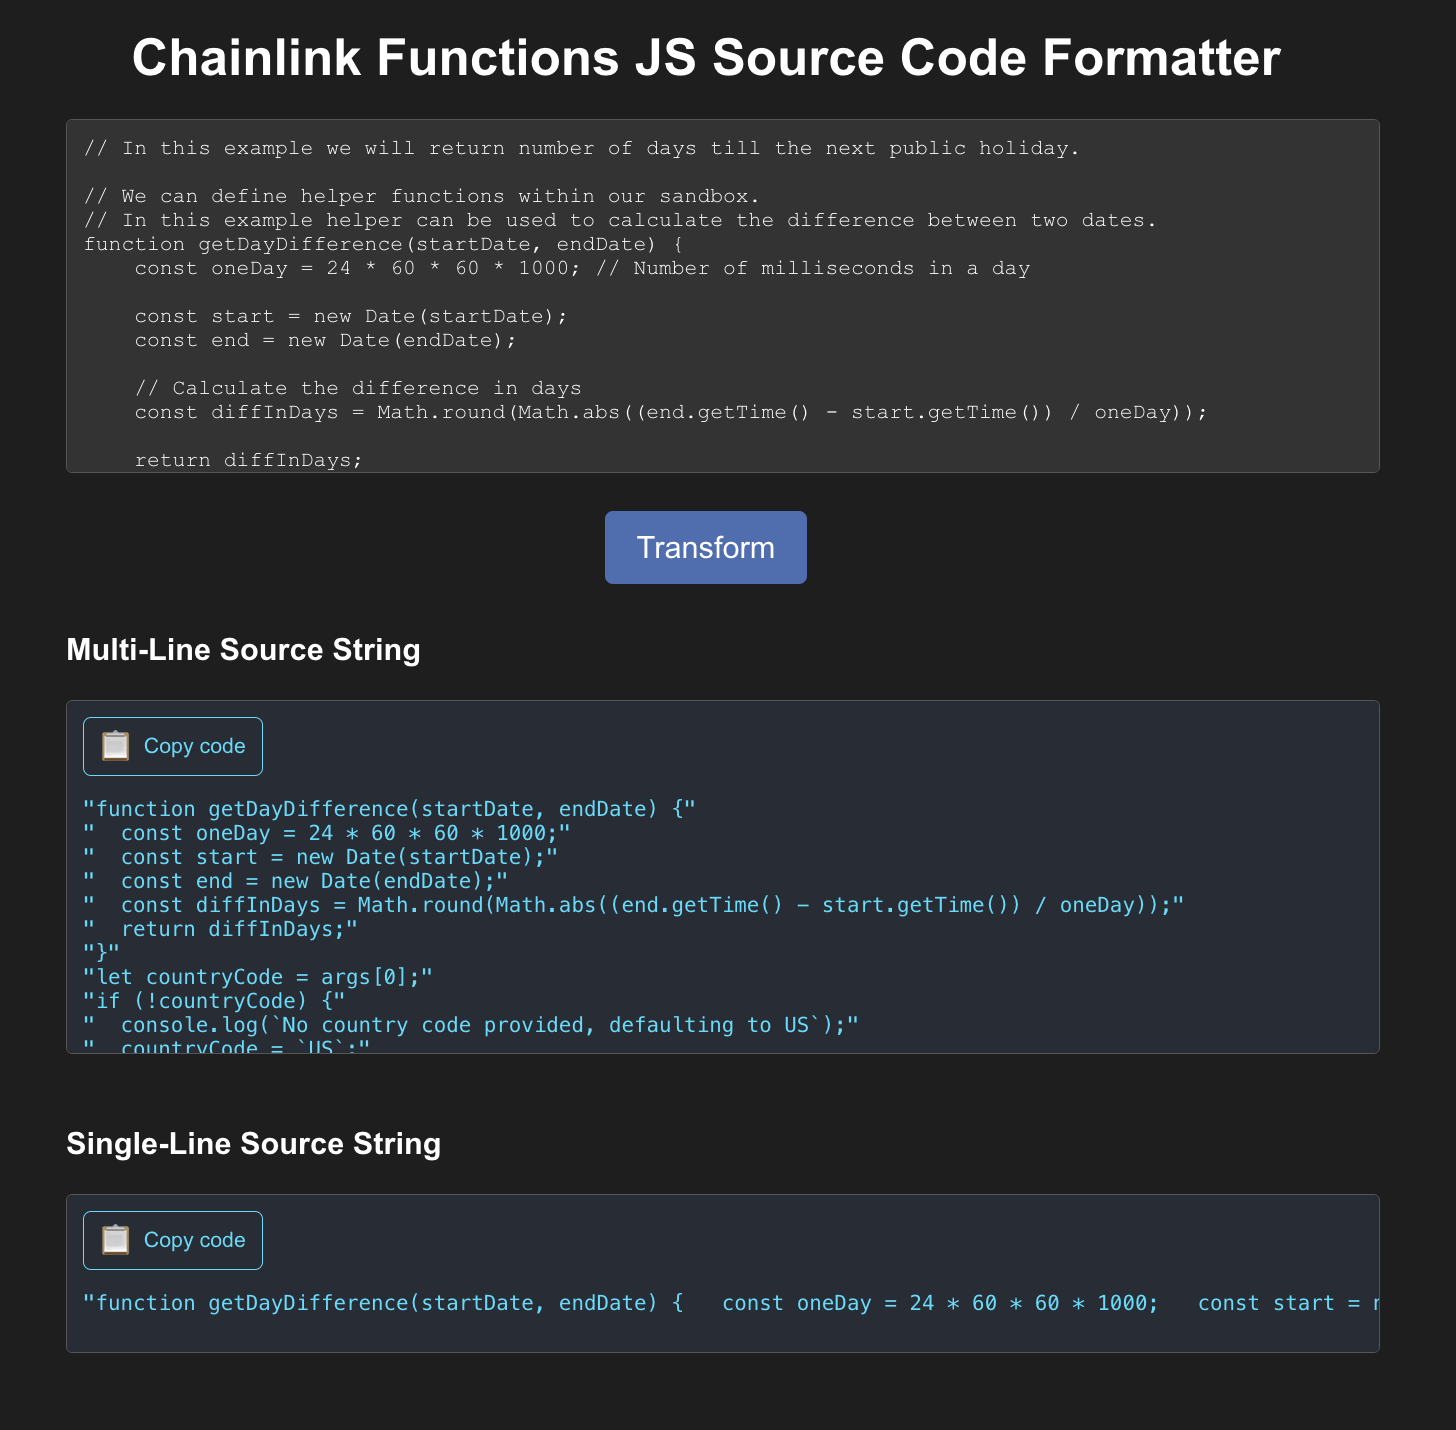 Chainlink Functions JS Source Code Formatter
// In this example we will return number of days till the next public holiday.
// We can define helper functions within our sandbox.
// In this example helper can be used to calculate the difference between two dates.
function getDayDifference(startDate, endDate) {
    const oneDay = 24 * 60 * 60 * 1000; // Number of milliseconds in a day
    const start = new Date(startDate);
    const end = new Date(endDate);
    // Calculate the difference in days
    const diffInDays = Math.round(Math.abs((end.getTime() - start.getTime()) / oneDay));
    return diffInDays;
Transform
Multi-Line Source String
Copy code
"function getDayDifference(startDate, endDate) {"
"  const oneDay = 24 * 60 * 60 * 1000;"
"  const start = new Date(startDate);"
"  const end = new Date(endDate);"
"  const diffInDays = Math.round(Math.abs((end.getTime() - start.getTime()) / oneDay));"
"  return diffInDays;"
"}"
"let countryCode = args[0];"
"if (!countryCode) {"
"  console.log(`No country code provided, defaulting to US`);"
"  countryCode = `US`;"
Single-Line Source String
Copy code
"function getDayDifference(startDate, endDate) {   const oneDay = 24 * 60 * 60 * 1000;   const start =